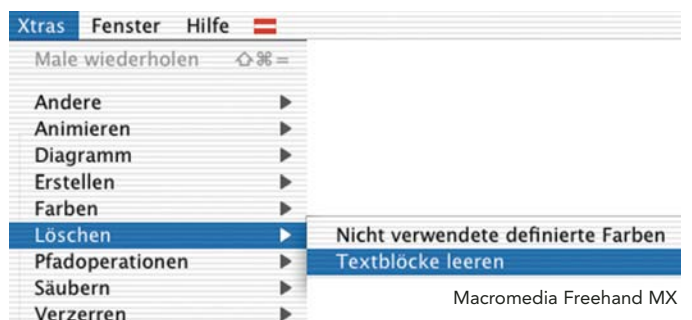 Xtras Fenster Hilfe
Male wiederholen ⇧⌘=
Andere
Animieren
Diagramm
Erstellen
Farben
Löschen
Nicht verwendete definierte Farben
Pfadoperationen
Textblöcke leeren
Säubern
Macromedia Freehand MX
Verzerren